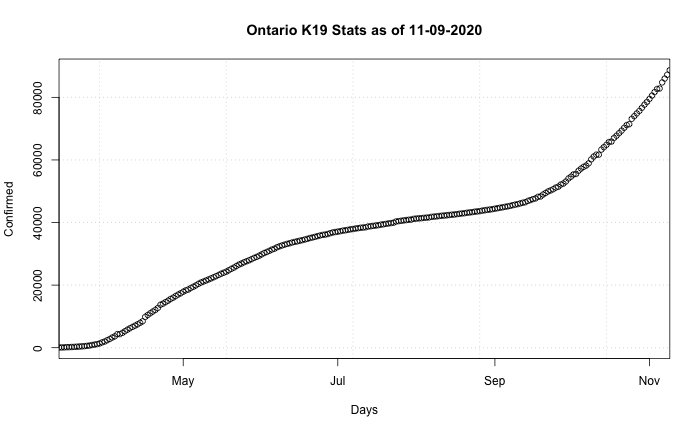 Ontario K19 Stats as of 11-09-2020
Confirmed
80000
60000
40000
20000
0
May Jul Sep Nov
Days